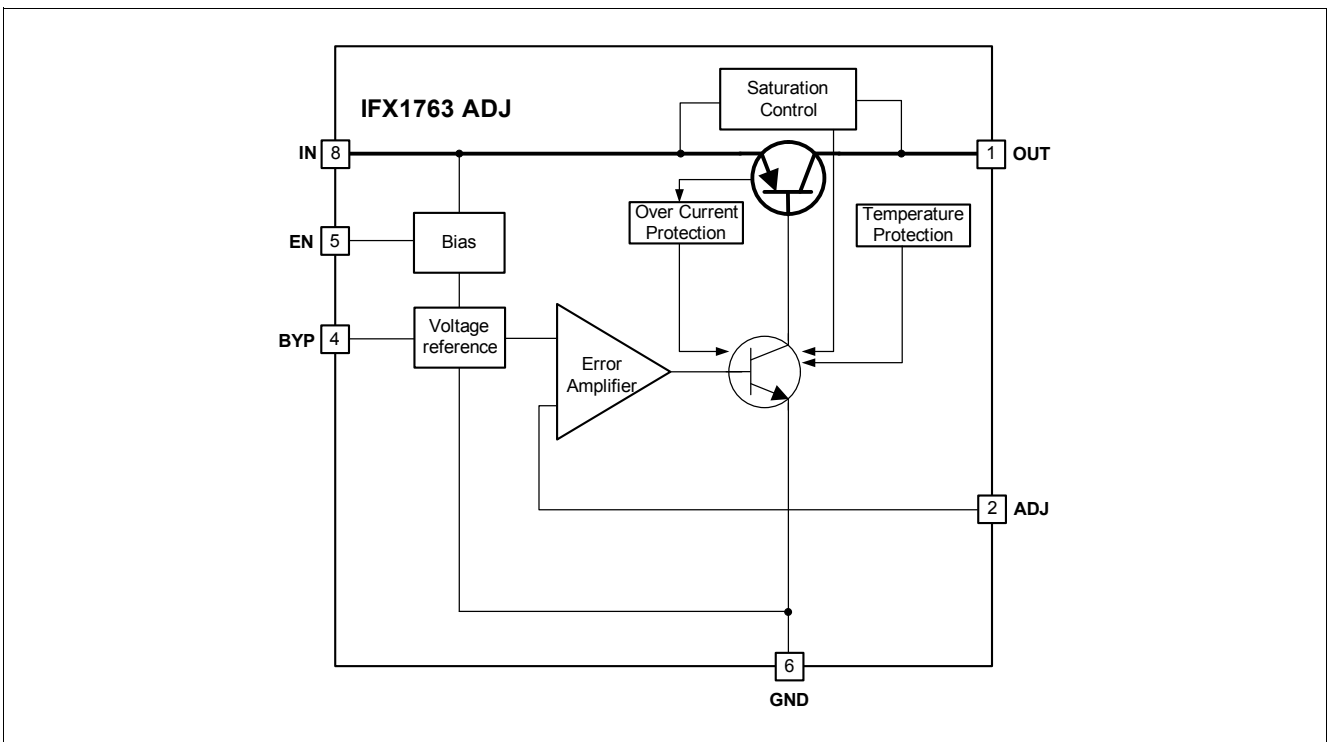 Saturation
Control
IFX1763 ADJ
IN 8
1 OUT
Over Current
Protection
Temperature
Protection
EN 5
Bias
BYP 4
Voltage
reference
Error
Amplifier
2 ADJ
6
GND